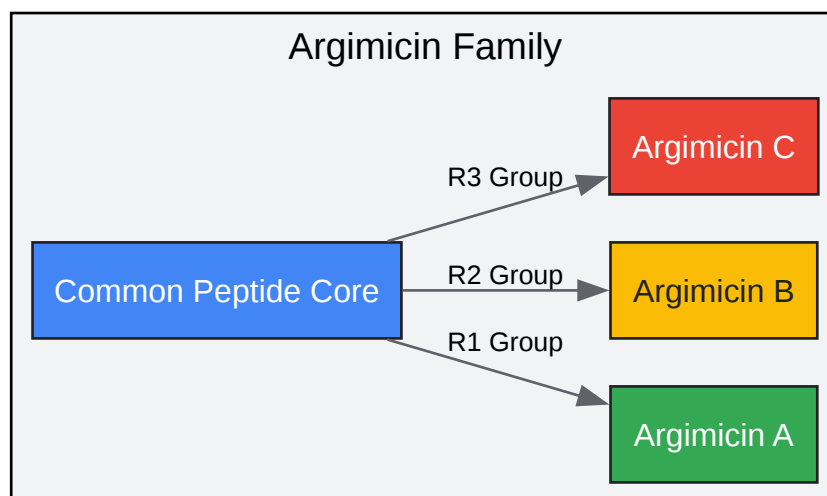 Argimicin Family
Argimicin C
R3 Group
Common Peptide Core
R2 Group
Argimicin B
R1 Group
Argimicin A